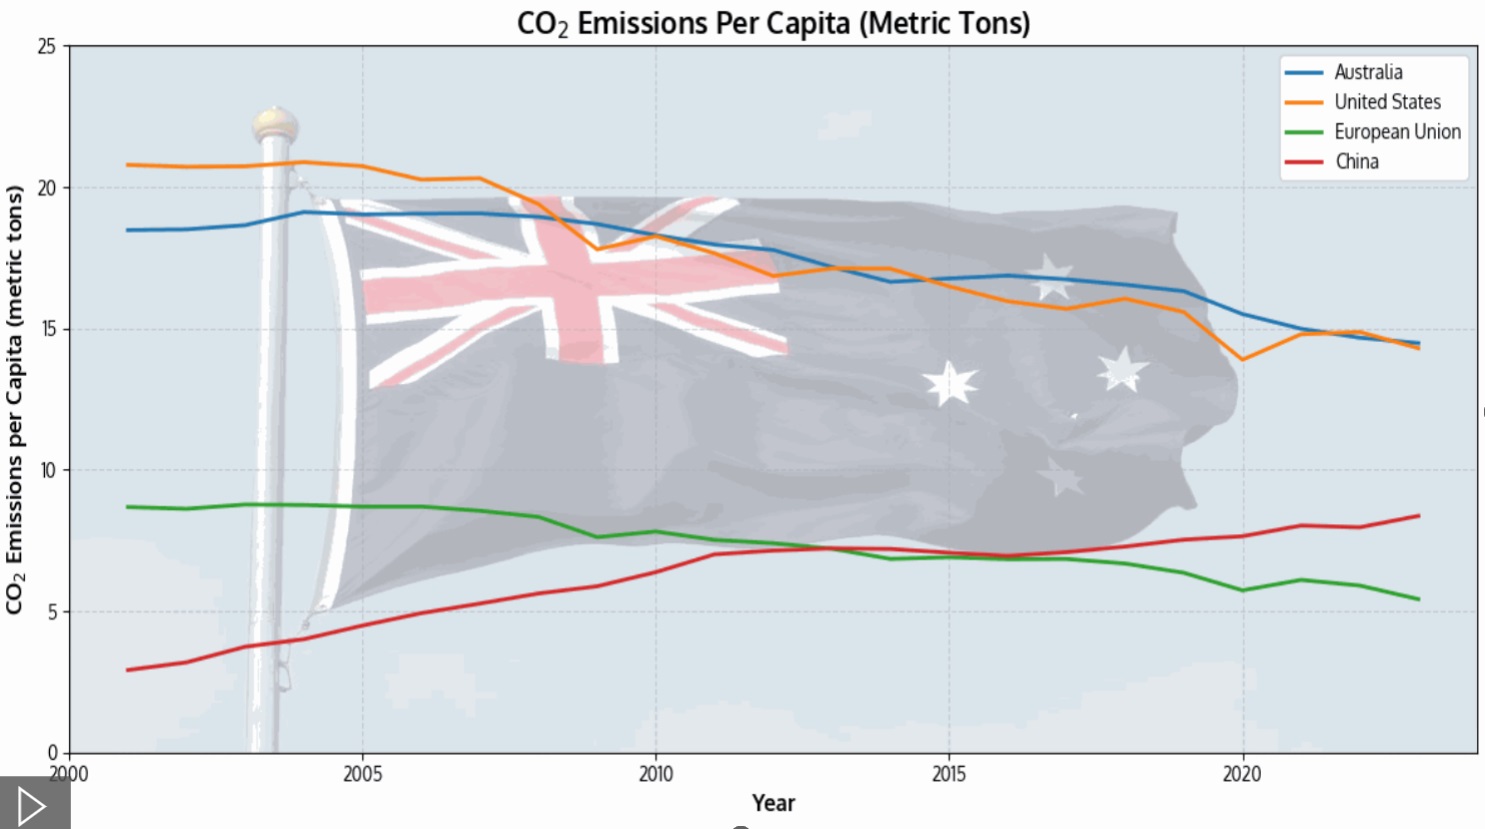 CO₂ Emissions Per Capita (Metric Tons)
25
20
15
10
5
0
CO₂ Emissions per Capita (metric tons)
Australia
United States
European Union
China
2000
2005
2010
2015
2020
Year